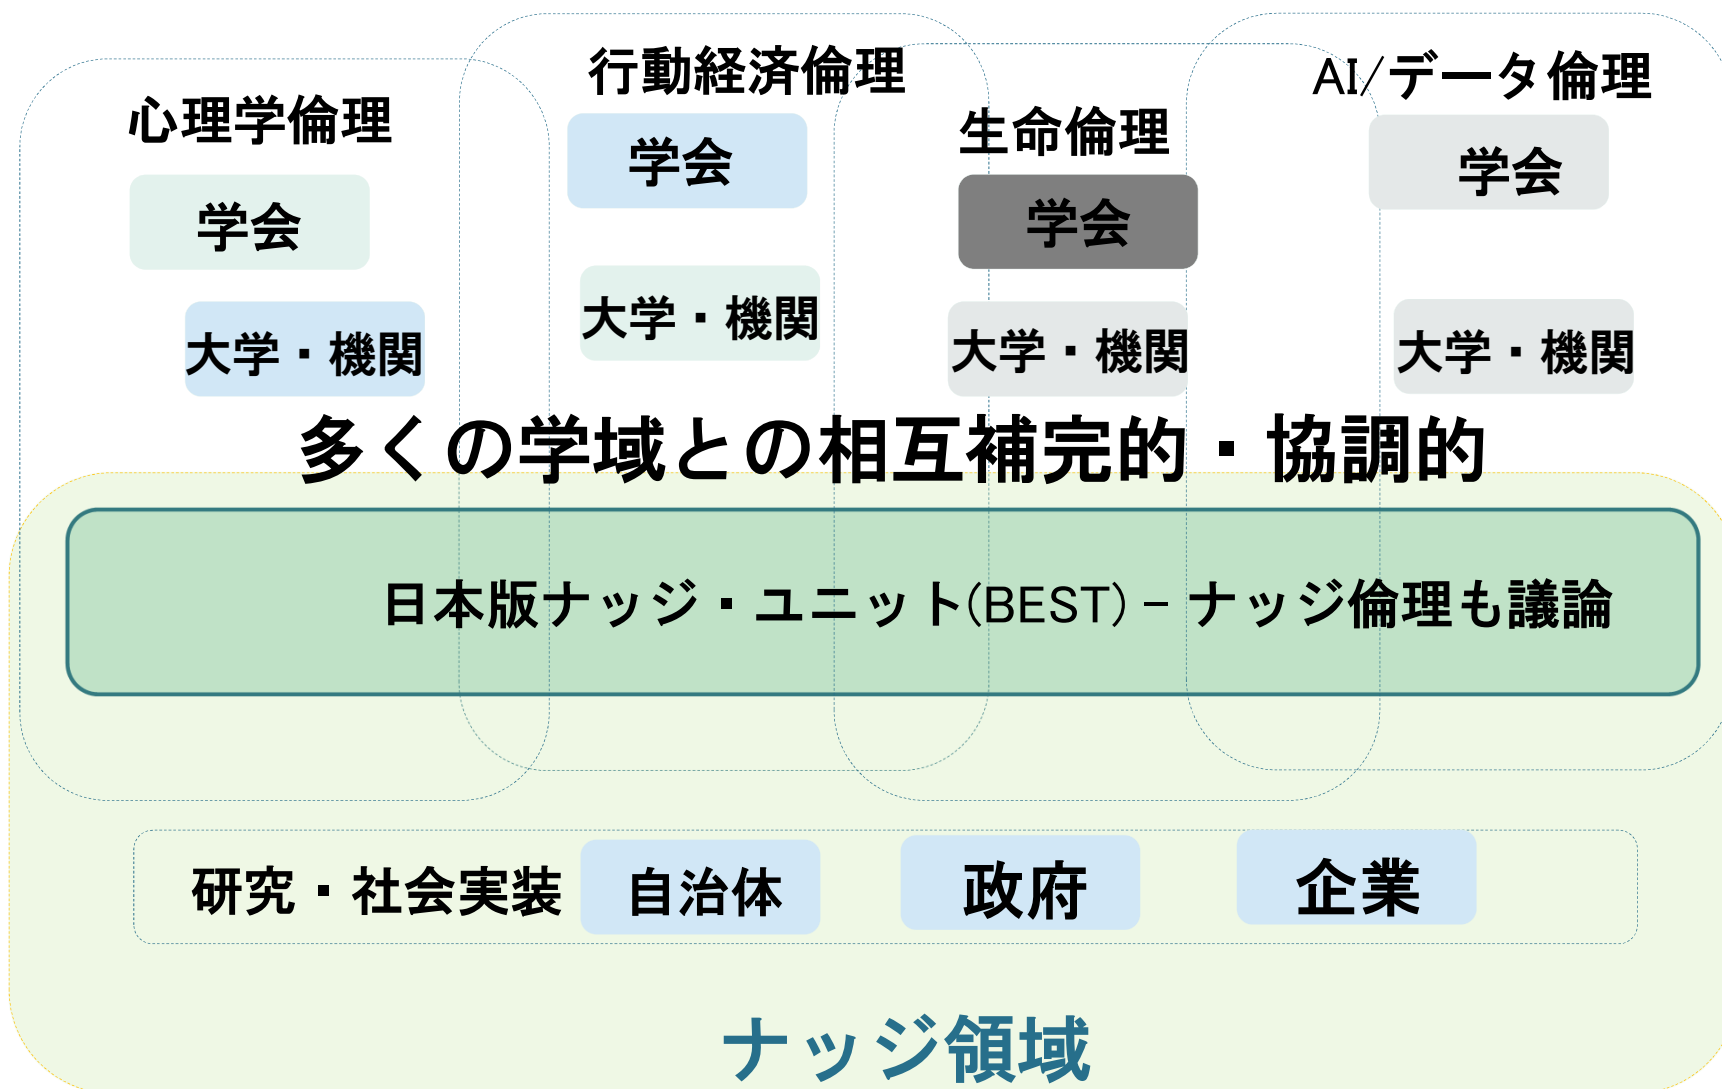 心理学倫理
学会
大学・機関
行動経済倫理
学会
大学・機関
生命倫理
学会
大学・機関
AI/データ倫理
学会
大学・機関
多くの学域との相互補完的・協調的
日本版ナッジ・ユニット(BEST) – ナッジ倫理も議論
研究・社会実装
自治体
政府
企業
ナッジ領域